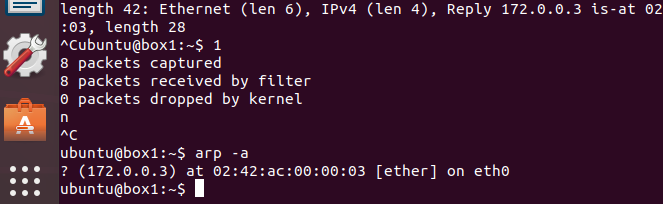 length 42: Ethernet (len 6), IPv4 (len 4), Reply 172.0.0.3 is-at 02
:03, length 28
^Cubuntu@box1:~$ 1
8 packets captured
8 packets received by filter
0 packets dropped by kernel
n
^C
ubuntu@box1:~$ arp -a
? (172.0.0.3) at 02:42:ac:00:00:03 [ether] on eth0
ubuntu@box1:~$